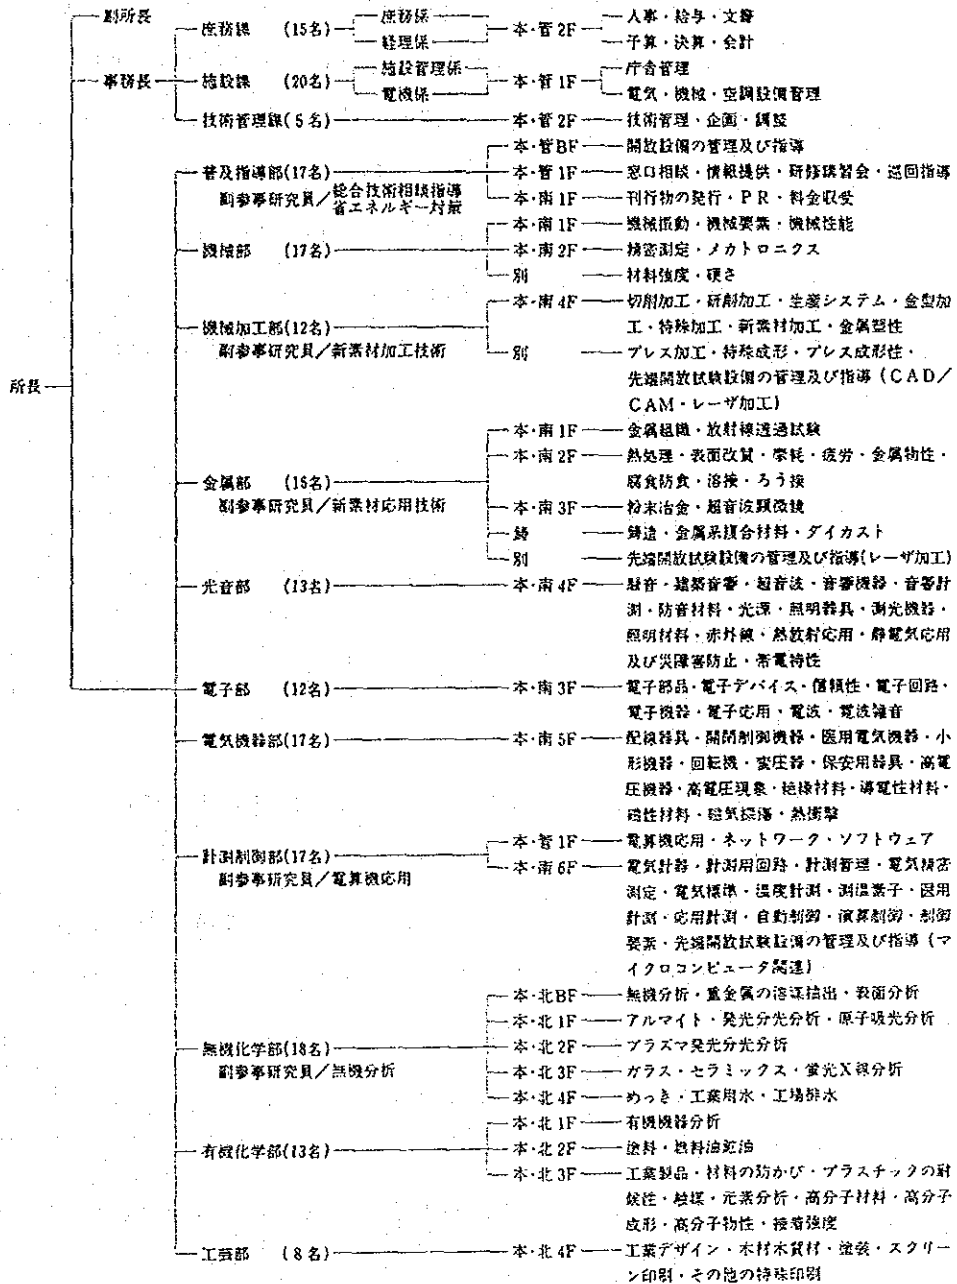 副所長
庶務課 (15名) 庶務係 本・管2F 人事・給与・文書
経理係 予算・決算・会計
事務長 施設課 (20名) 施設管理係 本・管1F 庁舎管理
電機係 電気・機械・空調設備管理
技術管理課(5名) 本・管2F 技術管理・企画・調整
本・管BF 開放設備の管理及び指導
普及指導部(17名) 本・管1F 窓口相談・情報提供・研修講習会・巡回指導
副参事研究員/総合技術相談指導
省エネルギー対策
本・南1F 刊行物の発行・PR・料金収受
本・南1F 機械振動・機械要素・機械性能
機械部 (17名) 本・南2F 精密測定・メカトロニクス
別 材料強度・硬さ
本・南4F 切削加工・研削加工・生産システム・金型加
機械加工部(12名) 工・特殊加工・新素材加工・金属塑性
副参事研究員/新素材加工技術 別 プレス加工・特殊成形・プレス成形性・
先端開放試験設備の管理及び指導(CAD/
所長
CAM・レーザ加工)
本・南1F 金属組織・放射線透過試験
本・南2F 熱処理・表面改質・摩耗・疲労・金属物性・
金属部 (15名) 腐食防食・溶接・ろう接
副参事研究員/新素材応用技術 本・南3F 粉末冶金・超音波顕微鏡
鋳 鋳造・金属系複合材料・ダイカスト
別 先端開放試験設備の管理及び指導(レーザ加工)
光音部 (13名) 本・南4F 騒音・建築音響・超音波・音響機器・音響計
測・防音材料・光源・照明器具・測光機器・
照明材料・赤外線・熱放射応用・静電気応用
及び災障害防止・帯電特性
電子部 (12名) 本・南3F 電子部品・電子デバイス・信頼性・電子回路・
電子機器・電子応用・電波・電波雑音
電気機器部(17名) 本・南5F 配線器具・開閉制御機器・医用電気機器・小
形機器・回転機・変圧器・保安用器具・高電
圧機器・高電圧現象・絶縁材料・導電性材料・
磁性材料・磁気探傷・熱衝撃
計測制御部(17名) 本・管1F 電算機応用・ネットワーク・ソフトウェア
副参事研究員/電算機応用 本・南6F 電気計器・計測用回路・計測管理・電気精密
測定・電気標準・温度計測・測温素子・医用
計測・応用計測・自動制御・演算制御・制御
要素・先端開放試験設備の管理及び指導(マ
イクロコンピュータ関連)
本・北BF 無機分析・重金属の溶媒抽出・表面分析
本・北1F アルマイト・発光分光分析・原子吸光分析
無機化学部(18名) 本・北2F プラズマ発光分光分析
副参事研究員/無機分析 本・北3F ガラス・セラミックス・蛍光X線分析
本・北4F めっき・工業用水・工場排水
本・北1F 有機機器分析
有機化学部(13名) 本・北2F 塗料・燃料油鉱油
本・北3F 工業製品・材料の防かび・プラスチックの耐
候性・触媒・元素分析・高分子材料・高分子
成形・高分子物性・接着強度
工芸部 (8名) 本・北4F 工業デザイン・木材木質材・塗装・スクリー
ン印刷・その他の特殊印刷